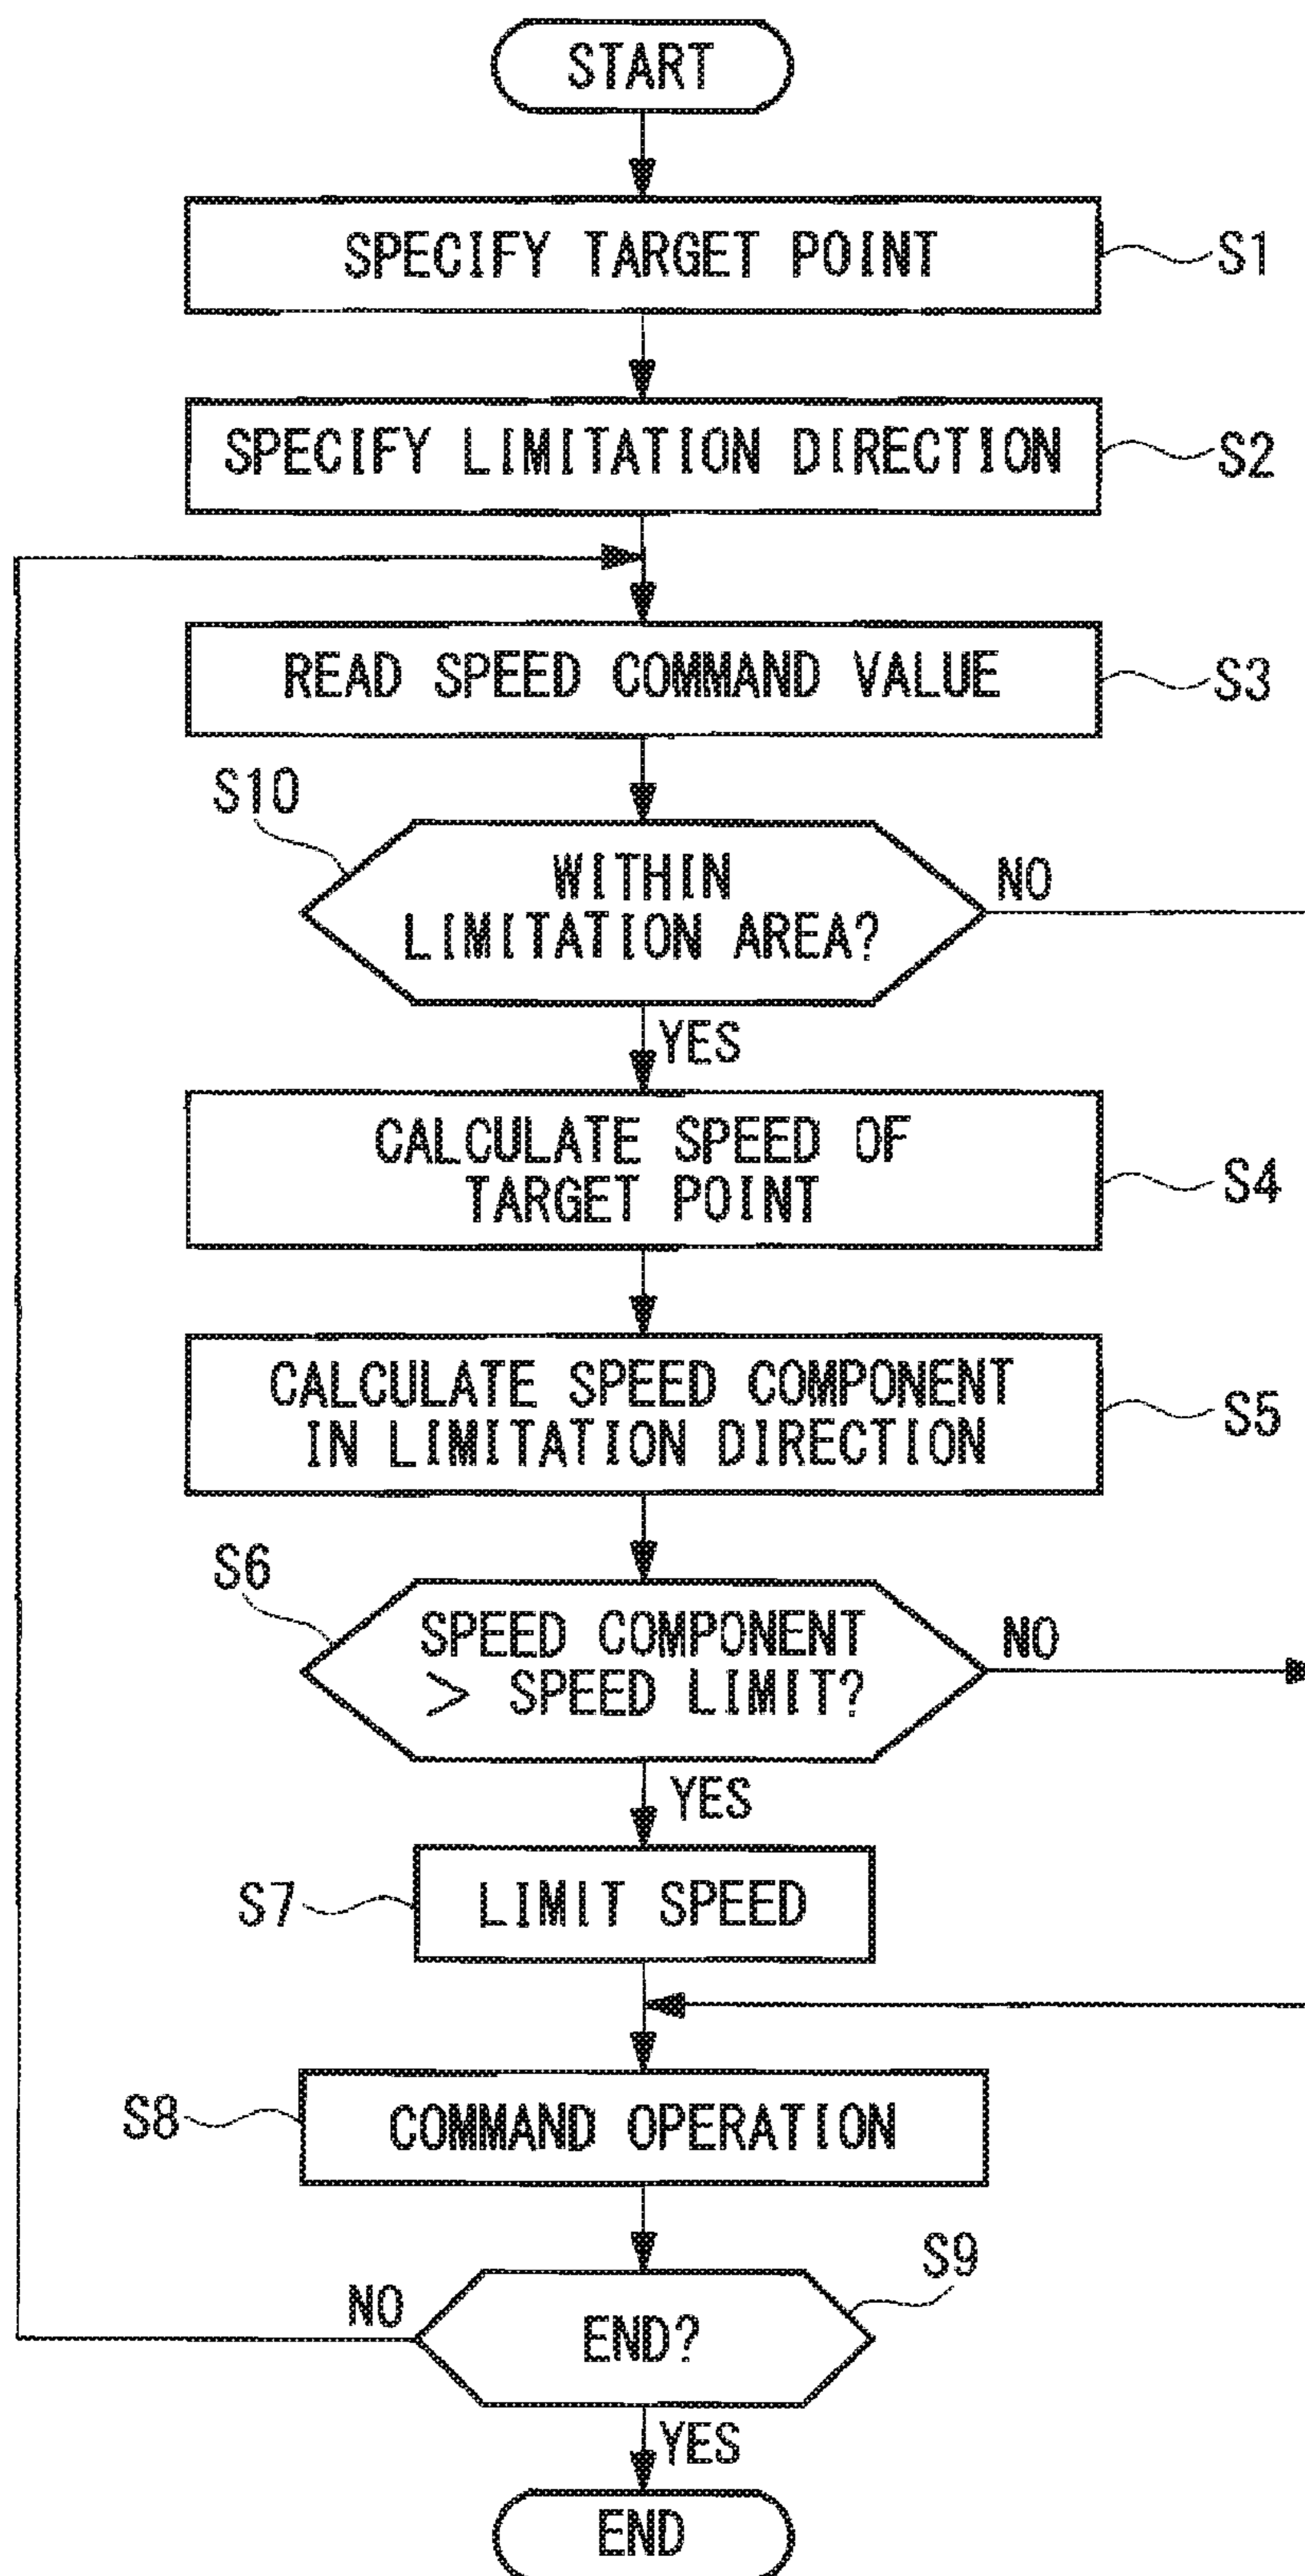 START
SPECIFY TARGET POINT
S1
SPECIFY LIMITATION DIRECTION
S2
READ SPEED COMMAND VALUE
S3
S10
WITHIN
LIMITATION AREA?
NO
YES
CALCULATE SPEED OF
TARGET POINT
S4
CALCULATE SPEED COMPONENT
IN LIMITATION DIRECTION
S5
S6
SPEED COMPONENT
> SPEED LIMIT?
NO
YES
S7
LIMIT SPEED
S8
COMMAND OPERATION
S9
NO
END?
YES
END